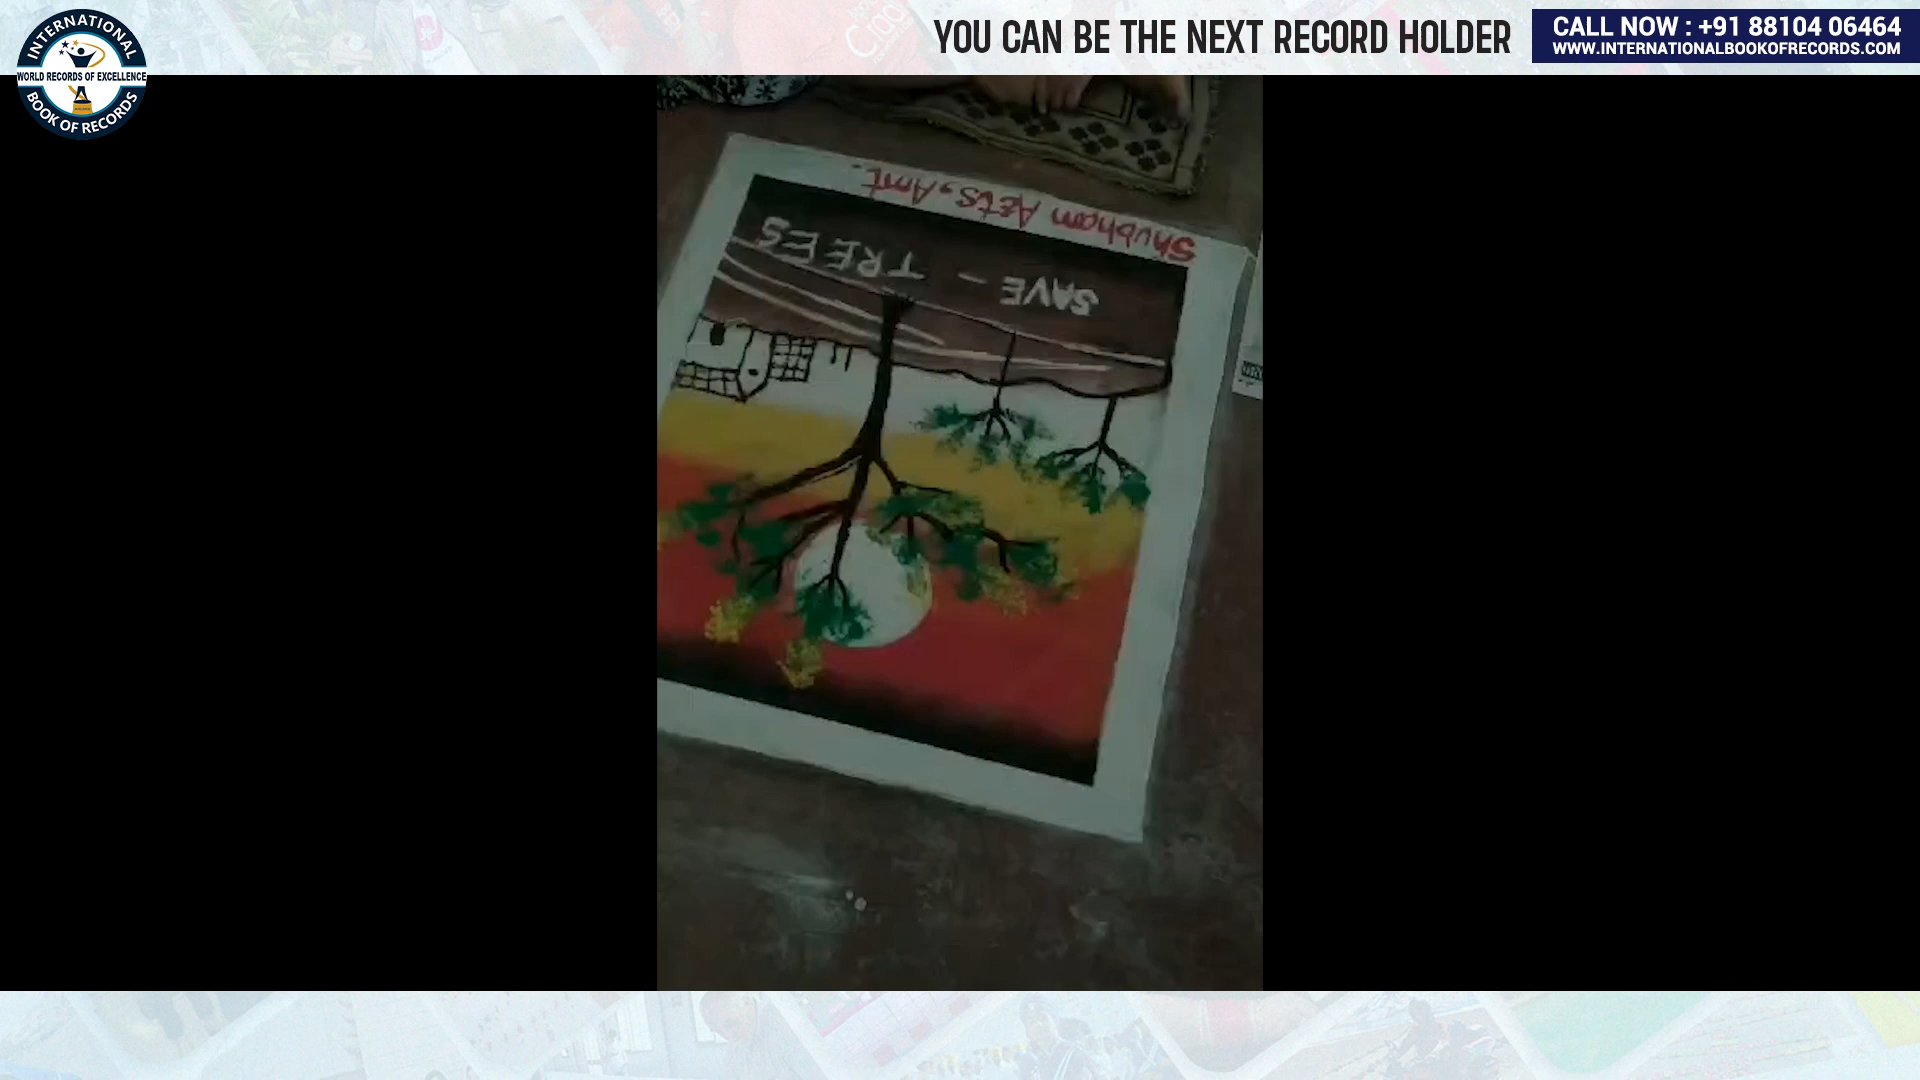 INTERNATIONAL
WORLD RECORDS OF EXCELLENCE
BOOK OF RECORDS
YOU CAN BE THE NEXT RECORD HOLDER
CALL NOW : +91 88104 06464
WWW.INTERNATIONALBOOKOFRECORDS.COM
SAVE - TREES
Shubham Arts, Amt.